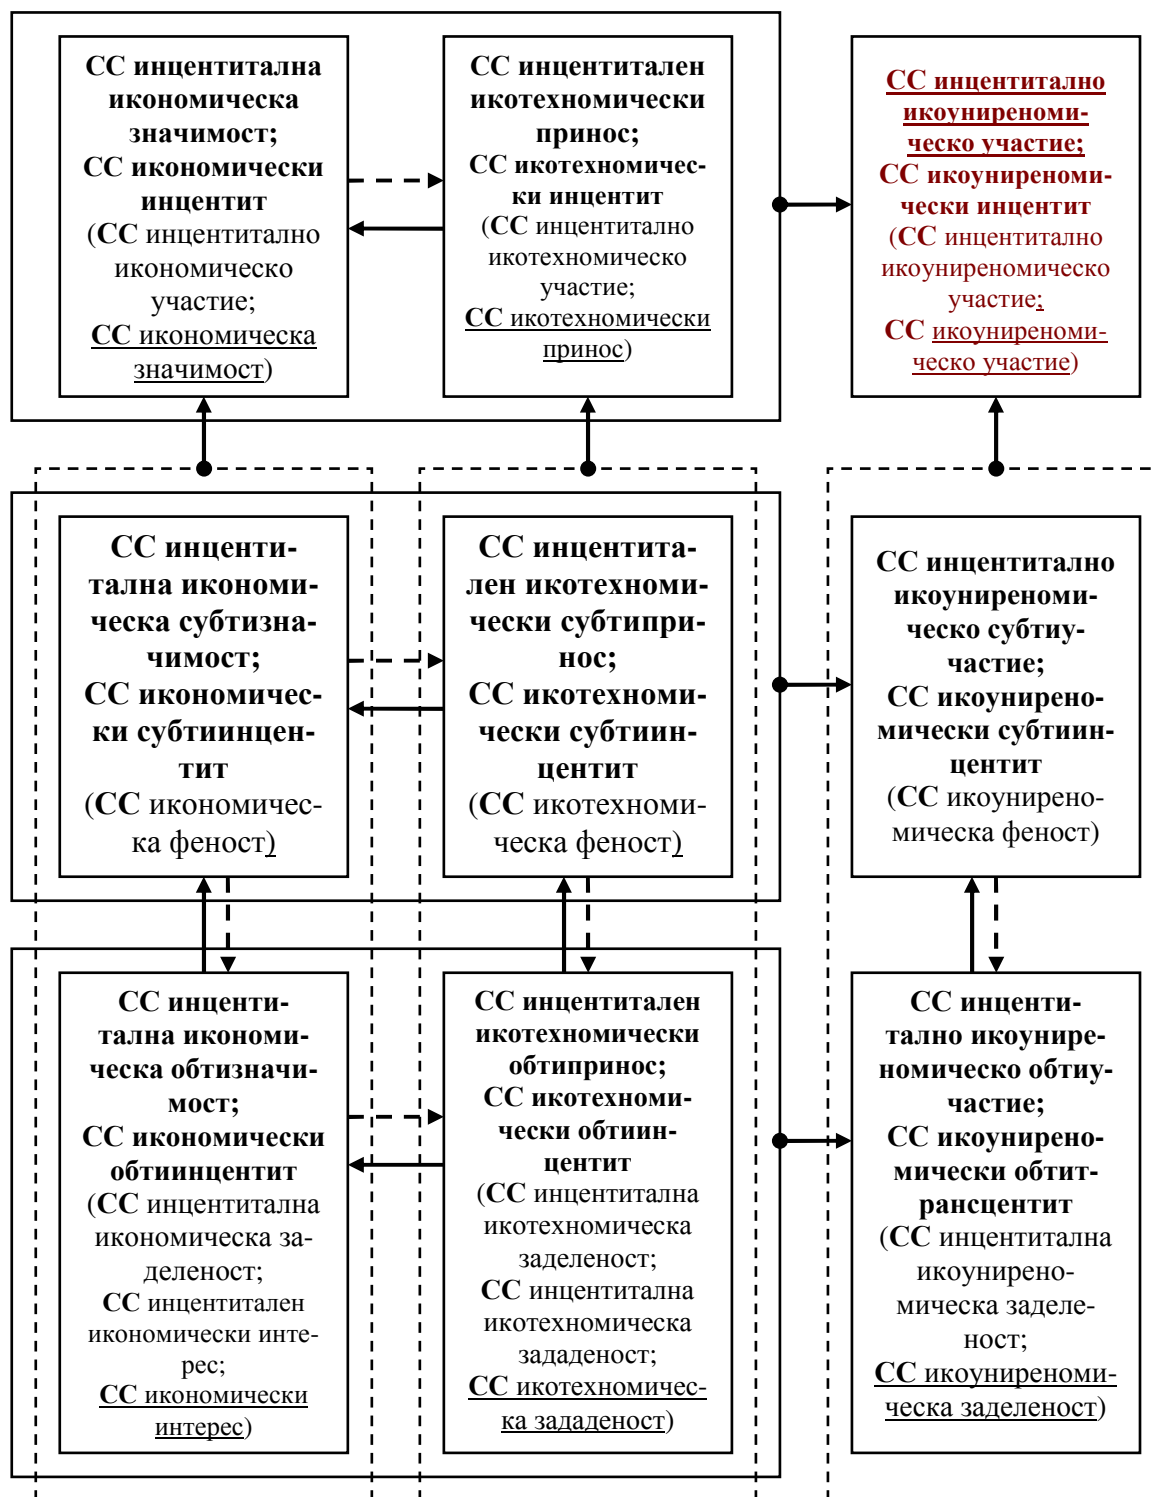 СС инцентитална
икономическа
значимост;
СС икономически
инцентит
(СС инцентитално
икономическо
участие;
СС икономическа
значимост)
СС инцентитален
икотехномически
принос;
СС икотехномичес-
ки инцентит
(СС инцентитално
икотехномическо
участие;
СС икотехномически
принос)
СС инцентитално
икоуниреноми-
ческо участие;
СС икоуниреноми-
чески инцентит
(СС инцентитално
икоуниреномическо
участие;
СС икоуниреноми-
ческо участие)
СС инценти-
тална икономи-
ческа субтизна-
чимост;
СС икономичес-
ки субтиинцен-
тит
(СС икономичес-
ка феност)
СС инцентита-
лен икотехноми-
чески субтипри-
нос;
СС икотехноми-
чески субтиин-
центит
(СС икотехноми-
ческа феност)
СС инцентитално
икоуниреноми-
ческо субтиу-
частие;
СС икоунирено-
мически субтиин-
центит
(СС икоунирено-
мическа феност)
СС инценти-
тална икономи-
ческа обтизначи-
мост;
СС икономически
обтиинцентит
(СС инцентитална
икономическа за-
деленост;
СС инцентитален
икономически инте-
рес;
СС икономически
интерес)
СС инцентитален
икотехномически
обтипринос;
СС икотехноми-
чески обтиин-
центит
(СС инцентитална
икотехномическа
заделеност;
СС инцентитална
икотехномическа
зададеност;
СС икотехномичес-
ка зададеност)
СС инценти-
тално икоунире-
номическо обтиу-
частие;
СС икоунирено-
мически обтит-
рансцентит
(СС инцентитална
икоунирено-
мическа заделе-
ност;
СС икоуниреноми-
ческа заделеност)